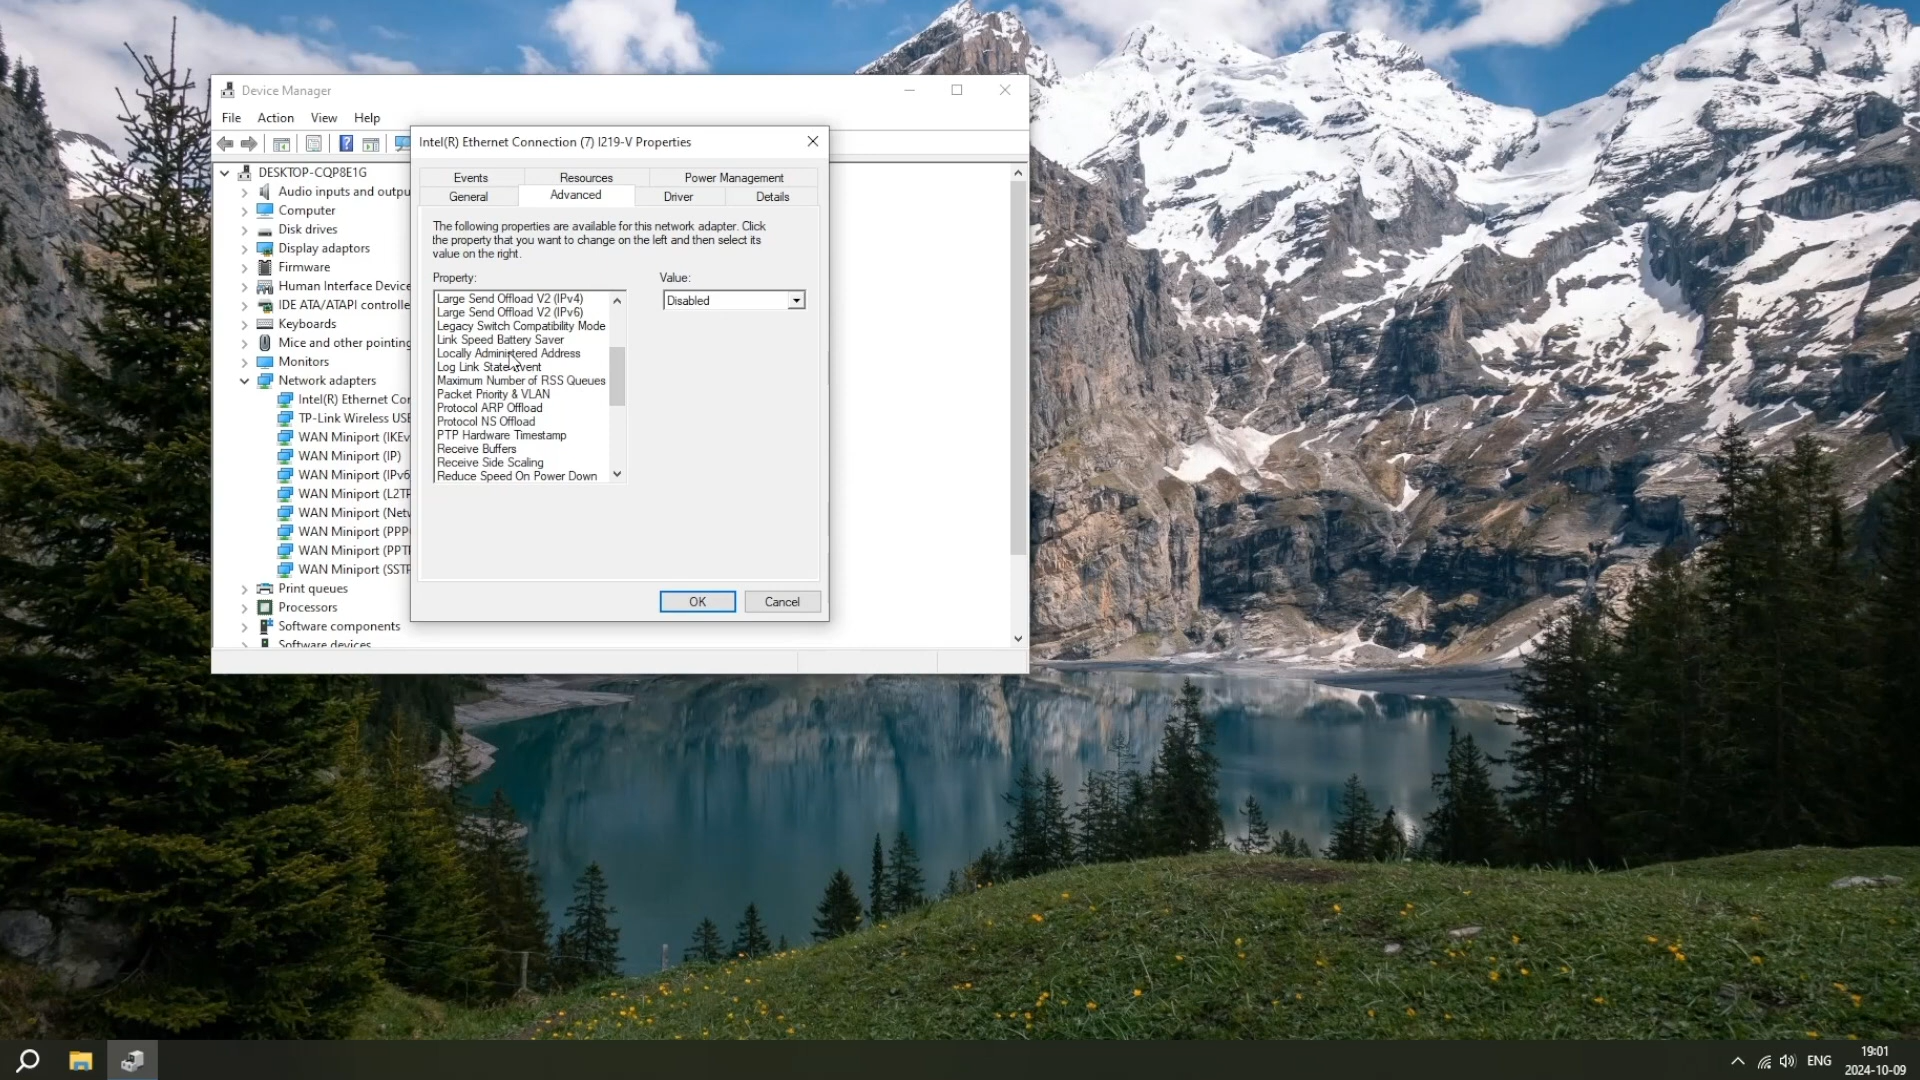 Device Manager
File Action View Help
Intel(R) Ethernet Connection (7) I219-V Properties
DESKTOP-CQP8E1G
Audio inputs and outpu
Computer
Disk drives
Display adaptors
Firmware
Human Interface Device
IDE ATA/ATAPI controlle
Keyboards
Mice and other pointing
Monitors
Network adapters
Intel(R) Ethernet Cor
TP-Link Wireless USB
WAN Miniport (IKEv
WAN Miniport (IP)
WAN Miniport (IPv6
WAN Miniport (L2TP
WAN Miniport (Netw
WAN Miniport (PPPO
WAN Miniport (PPTP
WAN Miniport (SSTP
Print queues
Processors
Software components
Software devices
Events Resources Power Management
General Advanced Driver Details
The following properties are available for this network adapter. Click
the property that you want to change on the left and then select its
value on the right.
Property: Value:
Large Send Offload V2 (IPv4)
Large Send Offload V2 (IPv6)
Legacy Switch Compatibility Mode
Link Speed Battery Saver
Locally Administered Address
Log Link State Event
Maximum Number of RSS Queues
Packet Priority & VLAN
Protocol ARP Offload
Protocol NS Offload
PTP Hardware Timestamp
Receive Buffers
Receive Side Scaling
Reduce Speed On Power Down
Disabled
OK Cancel
ENG
19:01
2024-10-09